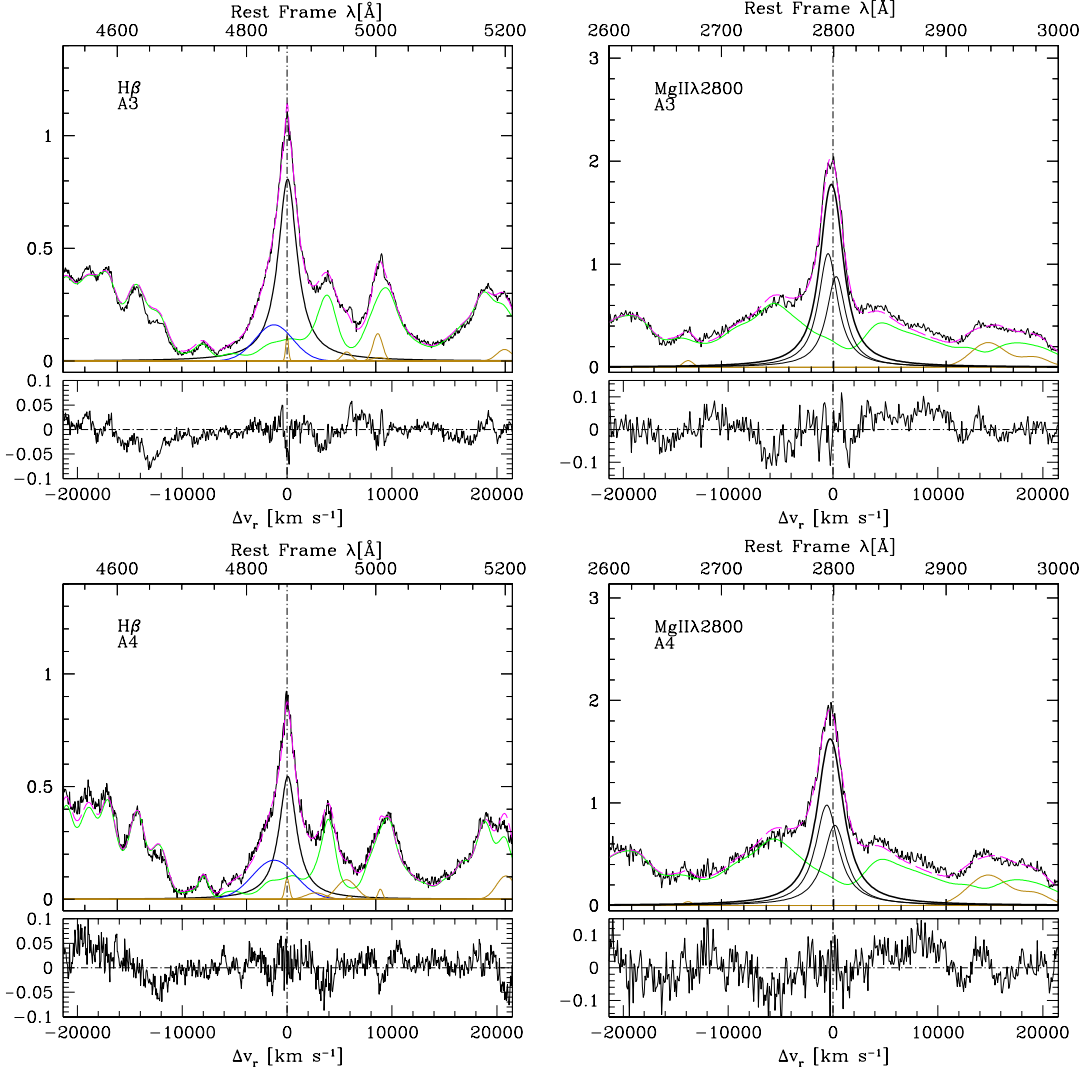 Rest Frame λ[Å]
4600 4800 5000 5200
Hβ
A3
1
0.5
0
0.1
0.05
0
−0.05
−0.1
−20000 −10000 0 10000 20000
Δv_r [km s⁻¹]
Rest Frame λ[Å]
2600 2700 2800 2900 3000
MgIIλ2800
A3
3
2
1
0
0.1
0
−0.1
−20000 −10000 0 10000 20000
Δv_r [km s⁻¹]
Rest Frame λ[Å]
4600 4800 5000 5200
Hβ
A4
1
0.5
0
0.1
0.05
0
−0.05
−0.1
−20000 −10000 0 10000 20000
Δv_r [km s⁻¹]
Rest Frame λ[Å]
2600 2700 2800 2900 3000
MgIIλ2800
A4
3
2
1
0
0.1
0
−0.1
−20000 −10000 0 10000 20000
Δv_r [km s⁻¹]